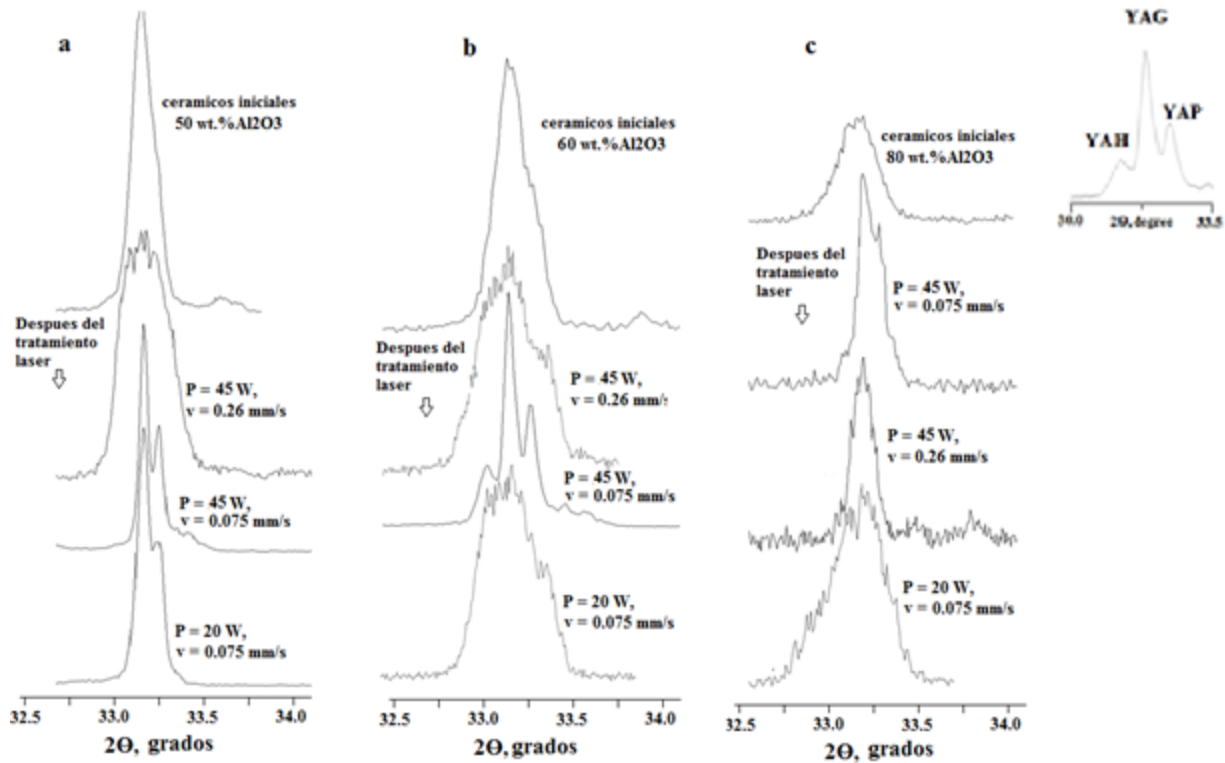 a
ceramicos iniciales
50 wt.%Al2O3
Despues del
tratamiento
laser
P = 45 W,
v = 0.26 mm/s
P = 45 W,
v = 0.075 mm/s
P = 20 W,
v = 0.075 mm/s
32.5
33.0
33.5
34.0
2Θ, grados
b
ceramicos iniciales
60 wt.%Al2O3
Despues del
tratamiento
laser
P = 45 W,
v = 0.26 mm/s
P = 45 W,
v = 0.075 mm/s
P = 20 W,
v = 0.075 mm/s
32.5
33.0
33.5
34.0
2Θ, grados
c
ceramicos iniciales
80 wt.%Al2O3
Despues del
tratamiento
laser
P = 45 W,
v = 0.075 mm/s
P = 45 W,
v = 0.26 mm/s
P = 20 W,
v = 0.075 mm/s
32.5
33.0
33.5
34.0
2Θ, grados
YAG
YAH
YAP
30.0
2Θ, degree
33.5